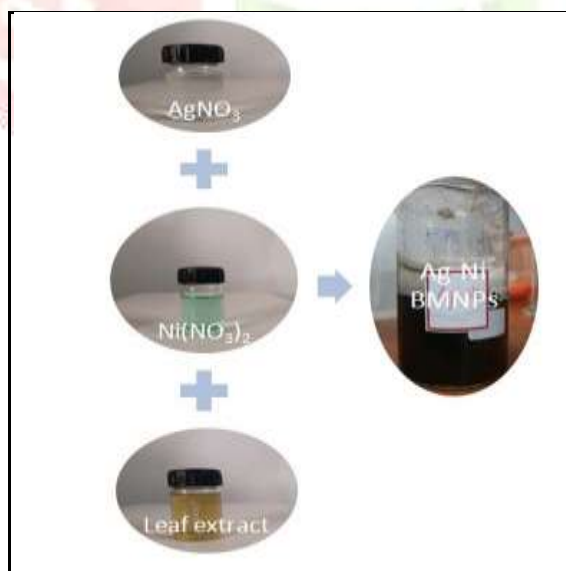 AgNO₃
Ni(NO₃)₂
Leaf extract
Ag-Ni
BMNPs